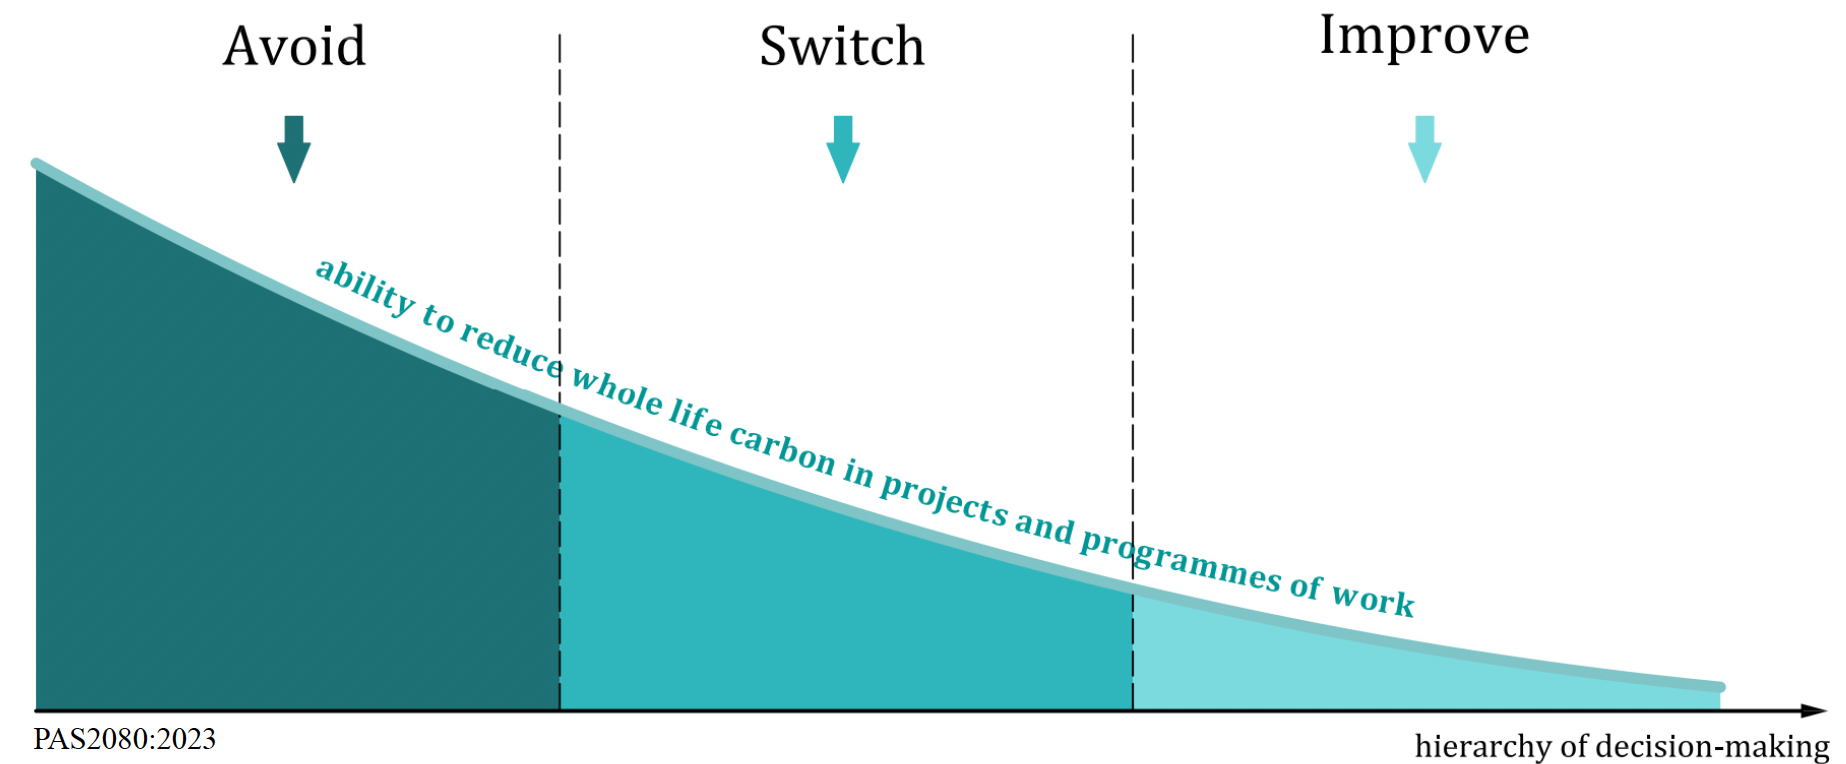 Avoid
Switch
Improve
ability to reduce whole life carbon in projects and programmes of work
PAS2080:2023
hierarchy of decision-making